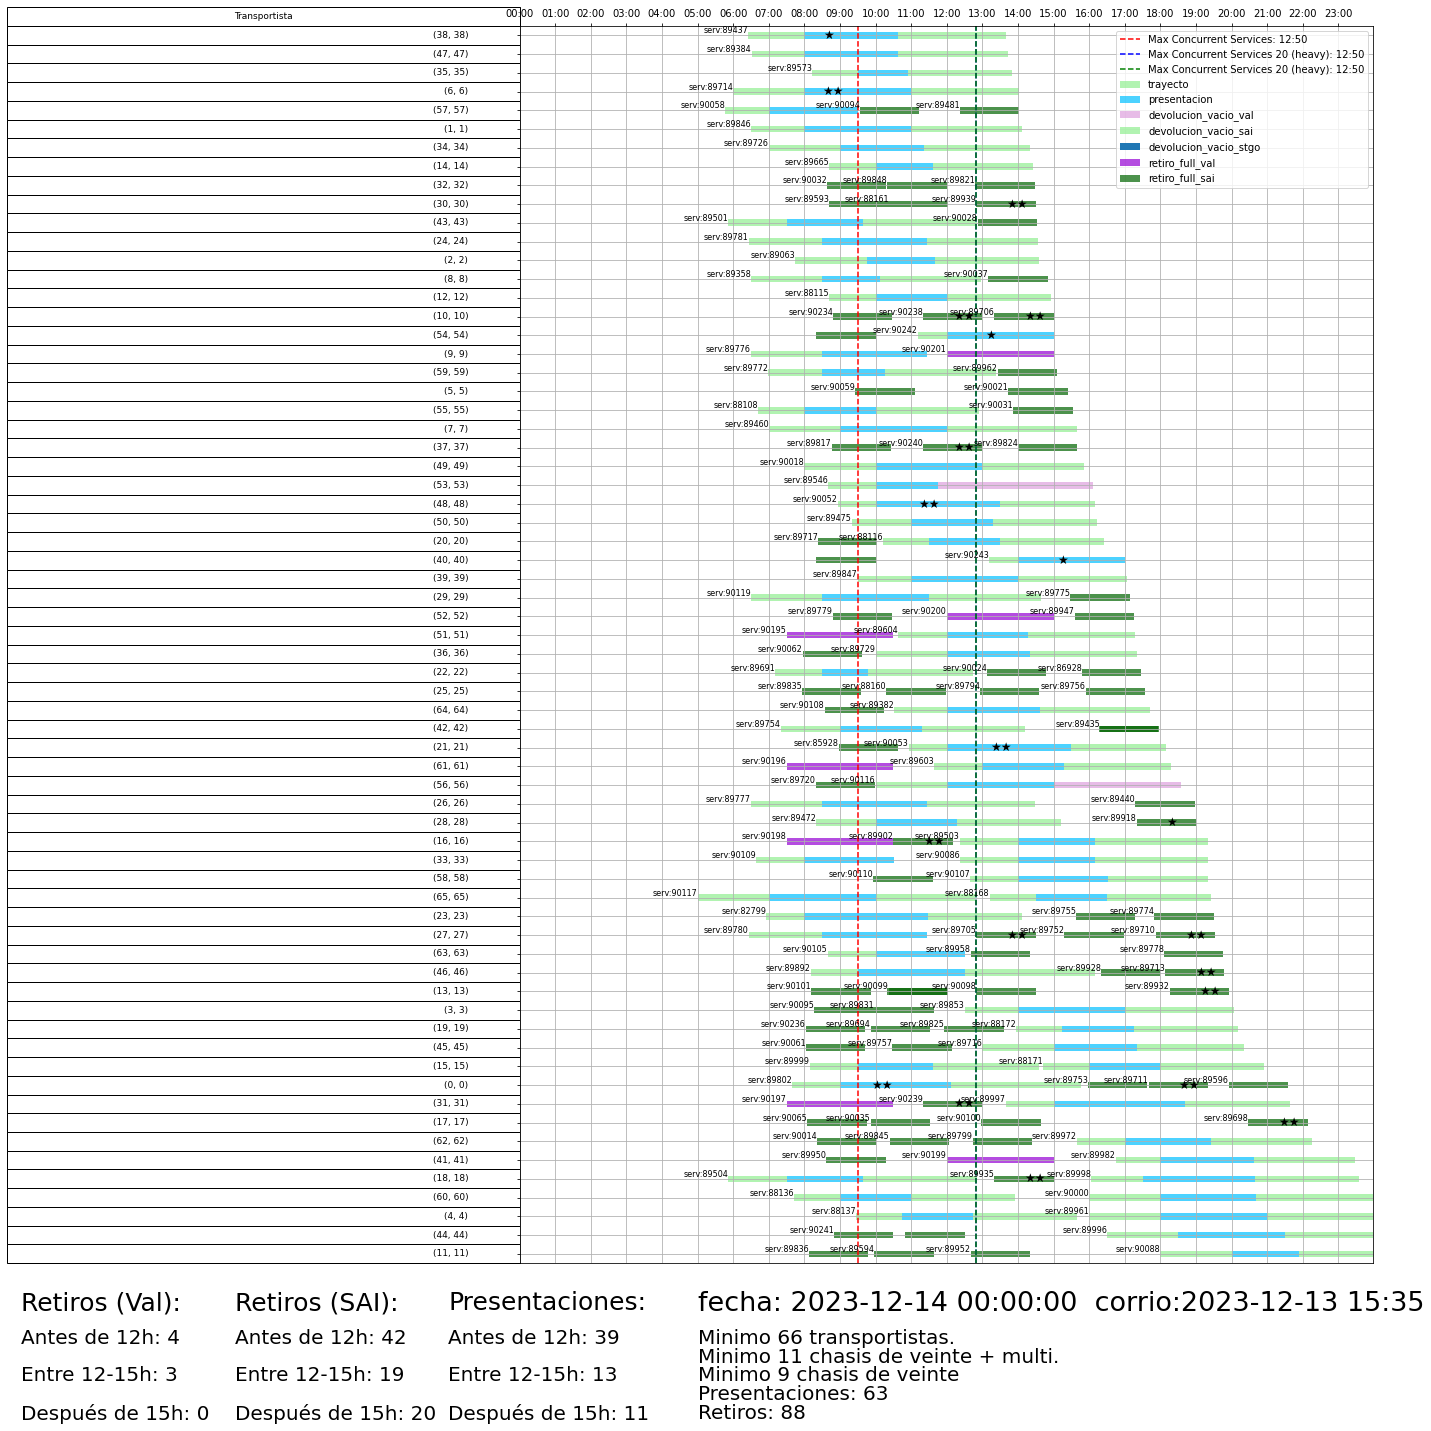 Transportista
00:00 01:00 02:00 03:00 04:00 05:00 06:00 07:00 08:00 09:00 10:00 11:00 12:00 13:00 14:00 15:00 16:00 17:00 18:00 19:00 20:00 21:00 22:00 23:00
Max Concurrent Services: 12:50
Max Concurrent Services 20 (heavy): 12:50
Max Concurrent Services 20 (heavy): 12:50
trayecto
presentacion
devolucion_vacio_val
devolucion_vacio_sai
devolucion_vacio_stgo
retiro_full_val
retiro_full_sai
(38, 38) serv:89437
(47, 47) serv:89384
(35, 35) serv:89573
(6, 6) serv:89714
(57, 57) serv:90058 serv:90094 serv:89481
(1, 1) serv:89846
(34, 34) serv:89726
(14, 14) serv:89665
(32, 32) serv:90032 serv:89848 serv:89821
(30, 30) serv:89593 serv:88161 serv:89939
(43, 43) serv:89501 serv:90028
(24, 24) serv:89781
(2, 2) serv:89063
(8, 8) serv:89358 serv:90037
(12, 12) serv:88115
(10, 10) serv:90234 serv:90238 serv:89706
(54, 54) serv:90242
(9, 9) serv:89776 serv:90201
(59, 59) serv:89772 serv:89962
(5, 5) serv:90059 serv:90021
(55, 55) serv:88108 serv:90031
(7, 7) serv:89460
(37, 37) serv:89817 serv:90240 serv:89824
(49, 49) serv:90018
(53, 53) serv:89546
(48, 48) serv:90052
(50, 50) serv:89475
(20, 20) serv:89717 serv:88116
(40, 40) serv:90243
(39, 39) serv:89847
(29, 29) serv:90119 serv:89775
(52, 52) serv:89779 serv:90200 serv:89947
(51, 51) serv:90195 serv:89604
(36, 36) serv:90062 serv:89729
(22, 22) serv:89691 serv:90024 serv:86928
(25, 25) serv:89835 serv:88160 serv:89794 serv:89756
(64, 64) serv:90108 serv:89382
(42, 42) serv:89754 serv:89435
(21, 21) serv:85928 serv:90053
(61, 61) serv:90196 serv:89603
(56, 56) serv:89720 serv:90116
(26, 26) serv:89777 serv:89440
(28, 28) serv:89472 serv:89918
(16, 16) serv:90198 serv:89902 serv:89503
(33, 33) serv:90109 serv:90086
(58, 58) serv:90110 serv:90107
(65, 65) serv:90117 serv:88168
(23, 23) serv:82799 serv:89755 serv:89774
(27, 27) serv:89780 serv:89705 serv:89752 serv:89710
(63, 63) serv:90105 serv:89958 serv:89778
(46, 46) serv:89892 serv:89928 serv:89713
(13, 13) serv:90101 serv:90099 serv:90098 serv:89932
(3, 3) serv:90095 serv:89831 serv:89853
(19, 19) serv:90236 serv:89694 serv:89825 serv:88172
(45, 45) serv:90061 serv:89757 serv:89716
(15, 15) serv:89999 serv:88171
(0, 0) serv:89802 serv:89753 serv:89711 serv:89596
(31, 31) serv:90197 serv:90239 serv:89997
(17, 17) serv:90065 serv:90035 serv:90100 serv:89698
(62, 62) serv:90014 serv:89845 serv:89799 serv:89972
(41, 41) serv:89950 serv:90199 serv:89982
(18, 18) serv:89504 serv:89935 serv:89998
(60, 60) serv:88136 serv:90000
(4, 4) serv:88137 serv:89961
(44, 44) serv:90241 serv:89996
(11, 11) serv:89836 serv:89594 serv:89952 serv:90088
Retiros (Val):
Antes de 12h: 4
Entre 12-15h: 3
Después de 15h: 0
Retiros (SAI):
Antes de 12h: 42
Entre 12-15h: 19
Después de 15h: 20
Presentaciones:
Antes de 12h: 39
Entre 12-15h: 13
Después de 15h: 11
fecha: 2023-12-14 00:00:00 corrio:2023-12-13 15:35
Minimo 66 transportistas.
Minimo 11 chasis de veinte + multi.
Minimo 9 chasis de veinte
Presentaciones: 63
Retiros: 88